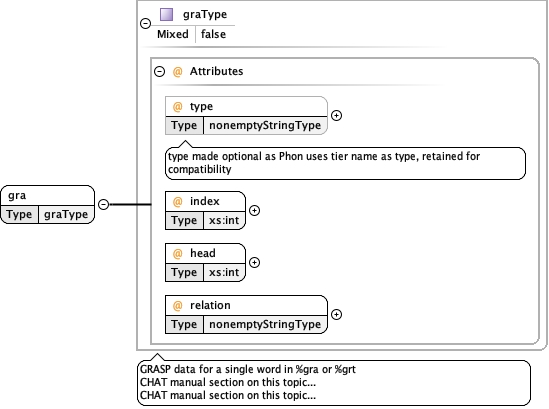 graType
Mixed false
@ Attributes
@ type
Type nonemptyStringType
type made optional as Phon uses tier name as type, retained for
compatibility
gra
Type graType
@ index
Type xs:int
@ head
Type xs:int
@ relation
Type nonemptyStringType
GRASP data for a single word in %gra or %grt
CHAT manual section on this topic...
CHAT manual section on this topic...